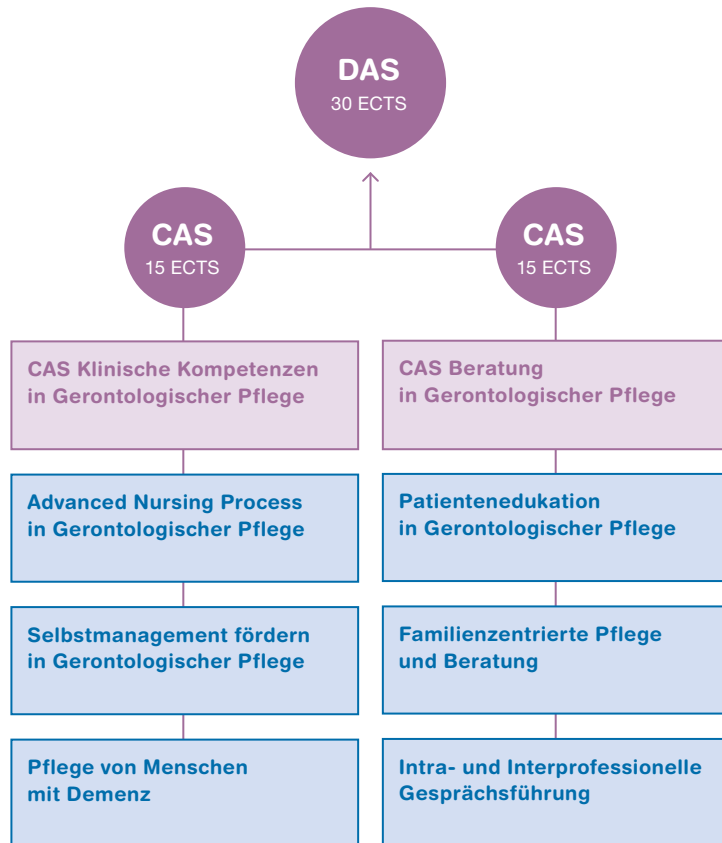 DAS
30 ECTS
CAS
15 ECTS
CAS
15 ECTS
CAS Klinische Kompetenzen
in Gerontologischer Pflege
Advanced Nursing Process
in Gerontologischer Pflege
Selbstmanagement fördern
in Gerontologischer Pflege
Pflege von Menschen
mit Demenz
CAS Beratung
in Gerontologischer Pflege
Patientenedukation
in Gerontologischer Pflege
Familienzentrierte Pflege
und Beratung
Intra- und Interprofessionelle
Gesprächsführung